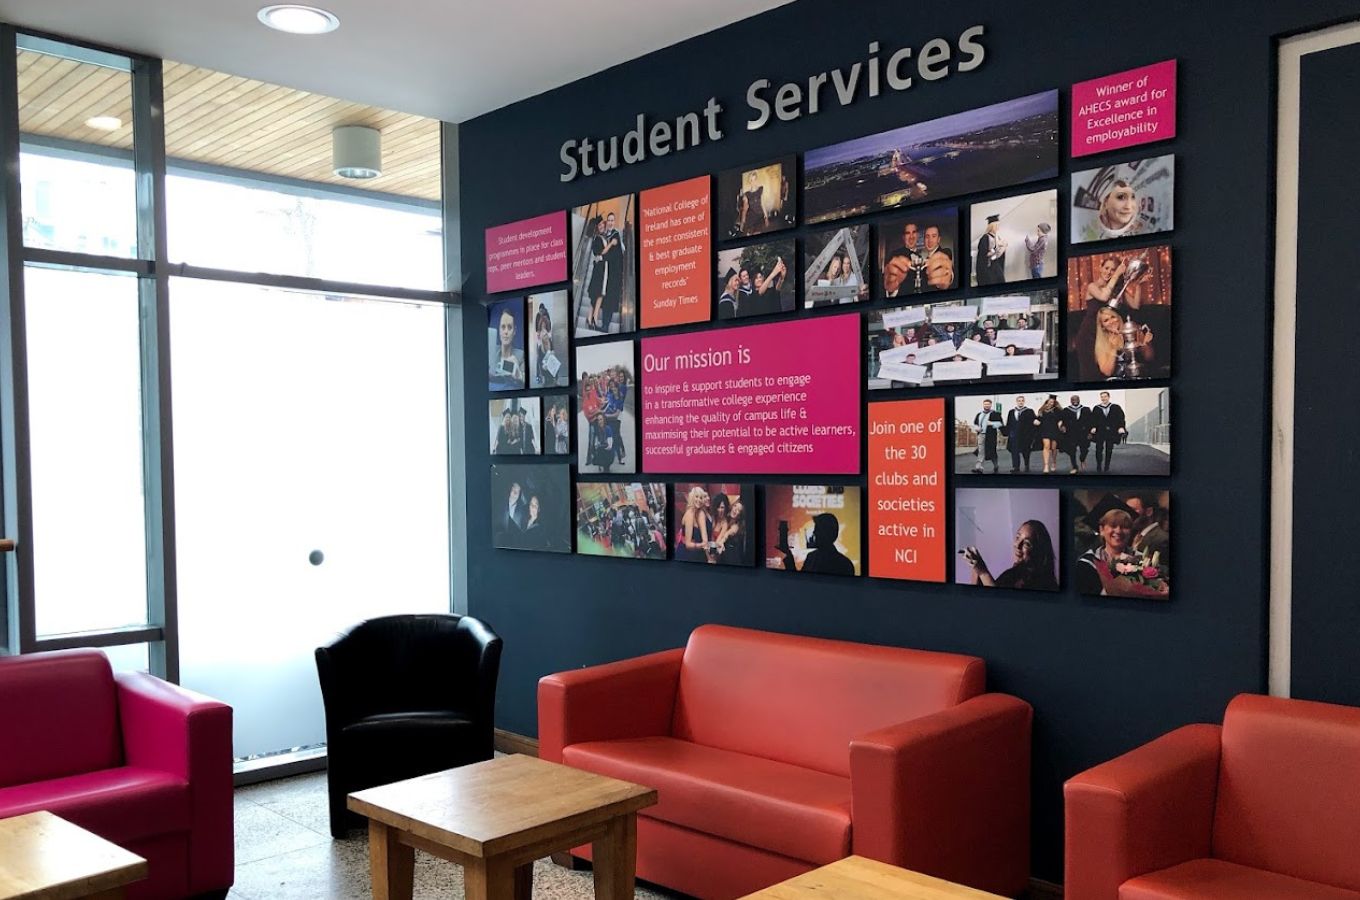 Student Services
Winner of
AHECS award for
Excellence in
employability
Student development
programmes in place for class
reps, peer mentors and student
leaders.
"National College of
Ireland has one of
the most consistent
& best graduate
employment
records"
Sunday Times
Our mission is
to inspire & support students to engage
in a transformative college experience
enhancing the quality of campus life &
maximising their potential to be active learners,
successful graduates & engaged citizens
Join one of
the 30
clubs and
societies
active in
NCI
SOCIETIES